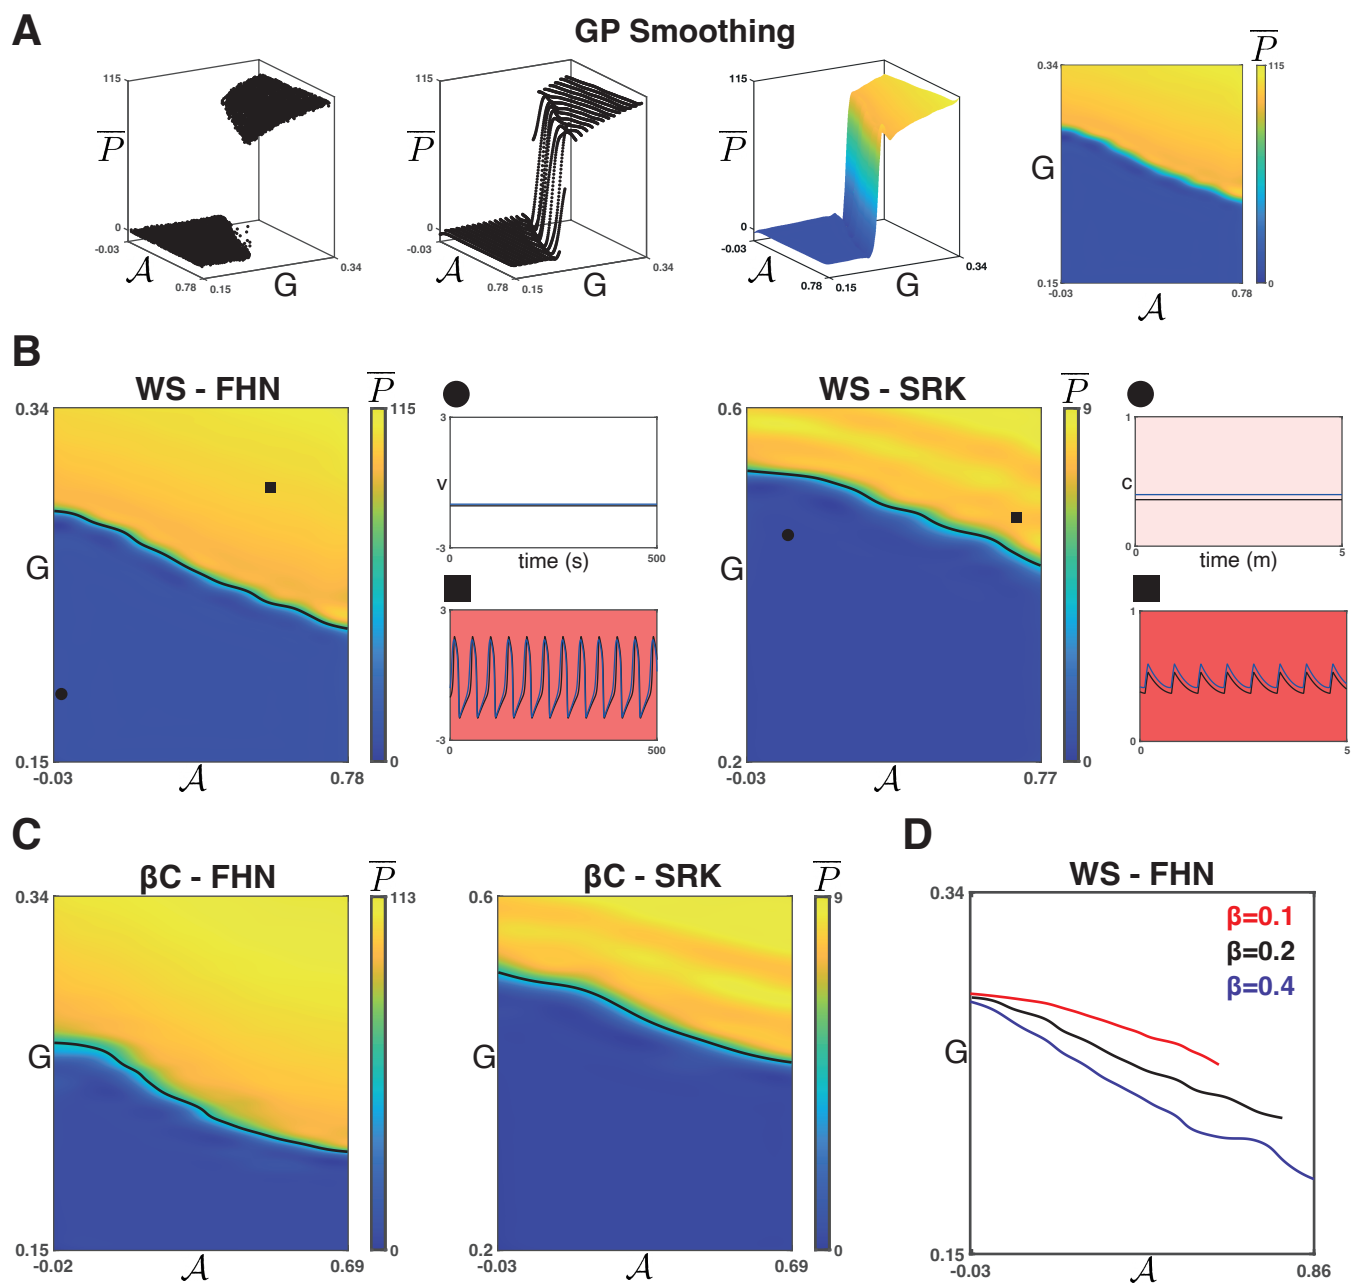 A
GP Smoothing
115
P̅
0
-0.03
𝒜
0.78
0.15
G
0.34
115
P̅
0
-0.03
𝒜
0.78
0.15
G
0.34
115
P̅
0
-0.03
𝒜
0.78
0.15
G
0.34
P̅
0.34
115
G
0.15
0
-0.03
0.78
𝒜
B
WS - FHN
P̅
0.34
115
G
0.15
0
-0.03
𝒜
0.78
3
v
-3
0
time (s)
500
3
-3
0
500
WS - SRK
P̅
0.6
9
G
0.2
0
-0.03
𝒜
0.77
1
c
0
0
time (m)
5
1
0
0
5
C
βC - FHN
P̅
0.34
113
G
0.15
0
-0.02
𝒜
0.69
βC - SRK
P̅
0.6
9
G
0.2
0
-0.03
𝒜
0.69
D
WS - FHN
0.34
β=0.1
β=0.2
β=0.4
G
0.15
-0.03
𝒜
0.86